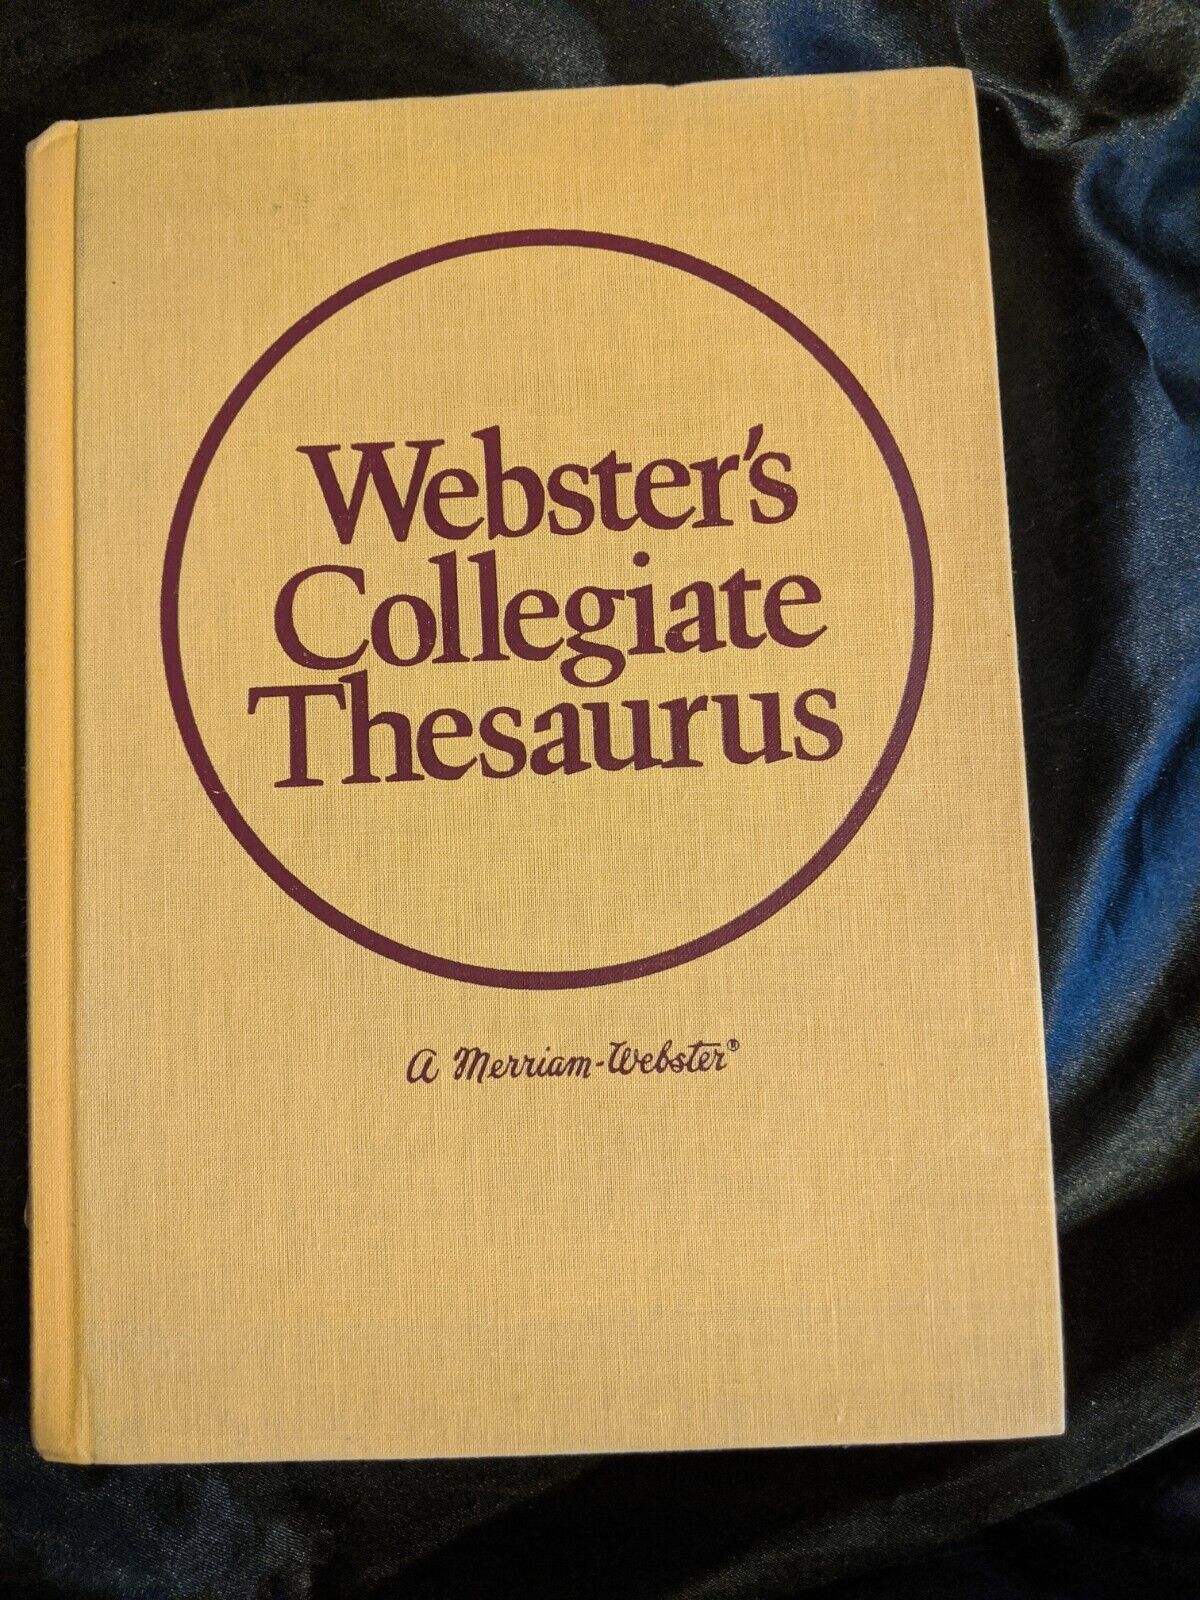 Webster's
Collegiate
Thesaurus
A Merriam-Webster®